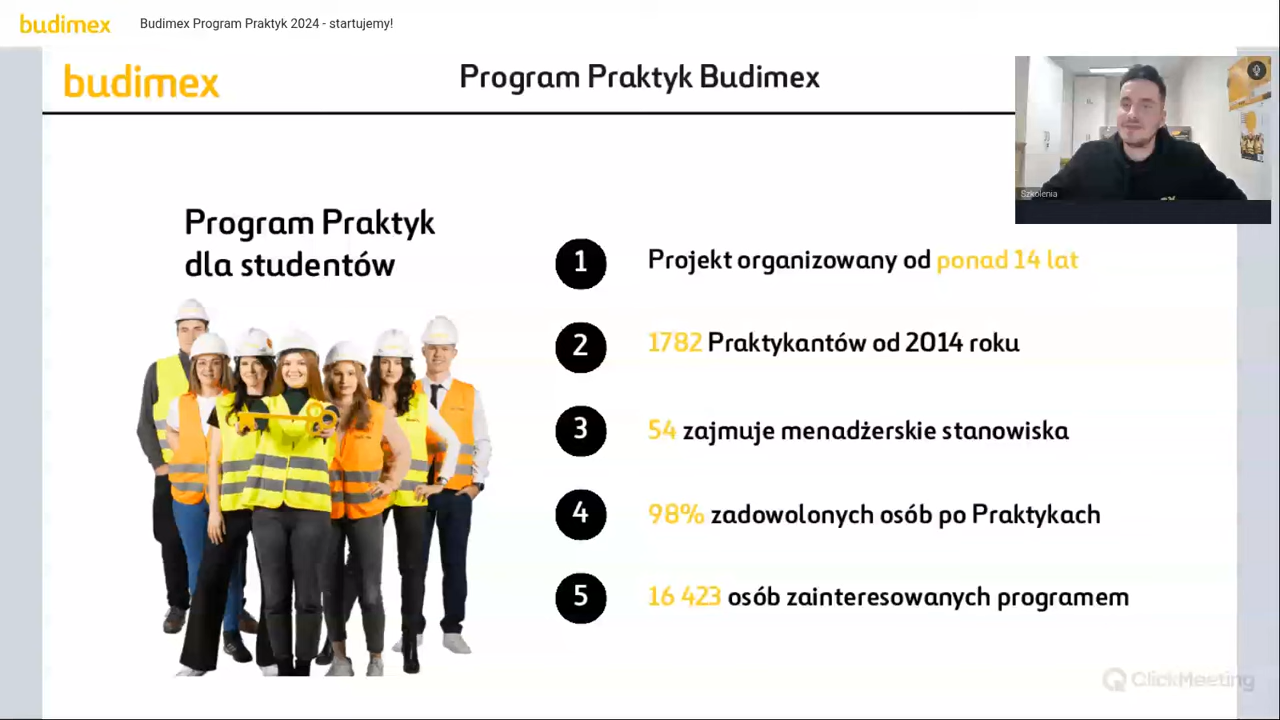 budimex
Budimex Program Praktyk 2024 - startujemy!
budimex
Program Praktyk Budimex
Szkolenia
Program Praktyk
dla studentów
1
Projekt organizowany od ponad 14 lat
2
1782 Praktykantów od 2014 roku
3
54 zajmuje menadżerskie stanowiska
4
98% zadowolonych osób po Praktykach
5
16 423 osób zainteresowanych programem
ClickMeeting